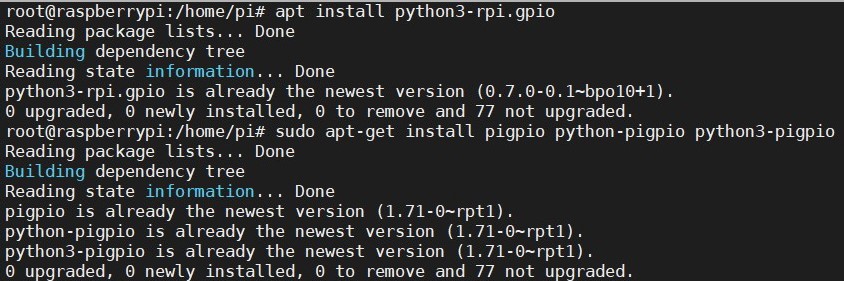 root@raspberrypi:/home/pi# apt install python3-rpi.gpio
Reading package lists... Done
Building dependency tree
Reading state information... Done
python3-rpi.gpio is already the newest version (0.7.0-0.1~bpo10+1).
0 upgraded, 0 newly installed, 0 to remove and 77 not upgraded.
root@raspberrypi:/home/pi# sudo apt-get install pigpio python-pigpio python3-pigpio
Reading package lists... Done
Building dependency tree
Reading state information... Done
pigpio is already the newest version (1.71-0~rpt1).
python-pigpio is already the newest version (1.71-0~rpt1).
python3-pigpio is already the newest version (1.71-0~rpt1).
0 upgraded, 0 newly installed, 0 to remove and 77 not upgraded.